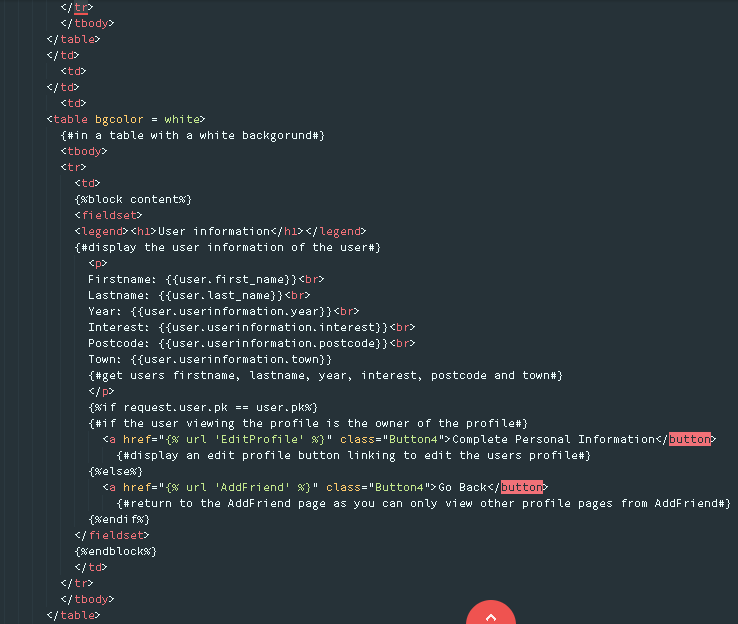 </tr>
</tbody>
</table>
</td>
<td>
</td>
<td>
<table bgcolor = white>
{#in a table with a white backgorund#}
<tbody>
<tr>
<td>
{%block content%}
<fieldset>
<legend><h1>User information</h1></legend>
{#display the user information of the user#}
<p>
Firstname: {{user.first_name}}<br>
Lastname: {{user.last_name}}<br>
Year: {{user.userinformation.year}}<br>
Interest: {{user.userinformation.interest}}<br>
Postcode: {{user.userinformation.postcode}}<br>
Town: {{user.userinformation.town}}
{#get users firstname, lastname, year, interest, postcode and town#}
</p>
{%if request.user.pk == user.pk%}
{#if the user viewing the profile is the owner of the profile#}
<a href="{% url 'EditProfile' %}" class="Button4">Complete Personal Information</button>
{#display an edit profile button linking to edit the users profile#}
{%else%}
<a href="{% url 'AddFriend' %}" class="Button4">Go Back</button>
{#return to the AddFriend page as you can only view other profile pages from AddFriend#}
{%endif%}
</fieldset>
{%endblock%}
</td>
</tr>
</tbody>
</table>